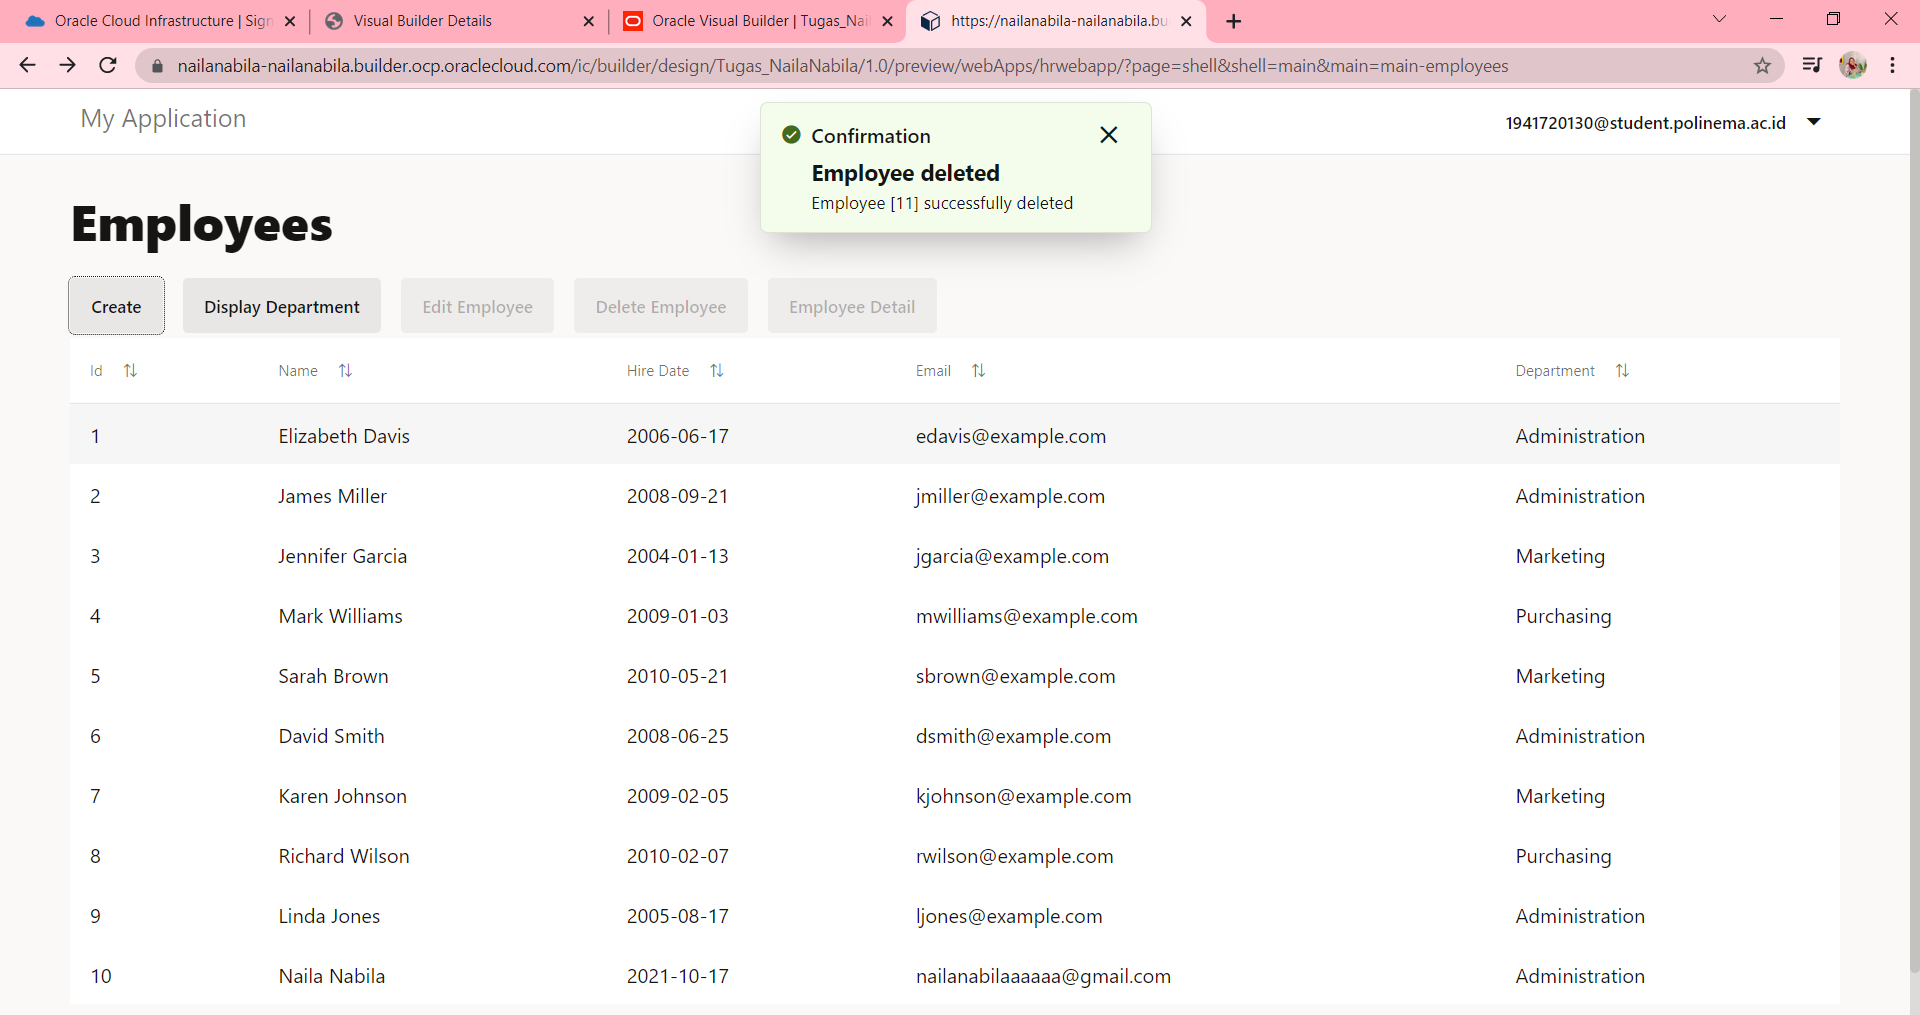 Oracle Cloud Infrastructure | Sign
Visual Builder Details
Oracle Visual Builder | Tugas_Nail
https://nailanabila-nailanabila.bu
nailanabila-nailanabila.builder.ocp.oraclecloud.com/ic/builder/design/Tugas_NailaNabila/1.0/preview/webApps/hrwebapp/?page=shell&shell=main&main=main-employees
My Application
1941720130@student.polinema.ac.id
Confirmation
Employee deleted
Employee [11] successfully deleted
Employees
Create Display Department Edit Employee Delete Employee Employee Detail
Id Name Hire Date Email Department
1 Elizabeth Davis 2006-06-17 edavis@example.com Administration
2 James Miller 2008-09-21 jmiller@example.com Administration
3 Jennifer Garcia 2004-01-13 jgarcia@example.com Marketing
4 Mark Williams 2009-01-03 mwilliams@example.com Purchasing
5 Sarah Brown 2010-05-21 sbrown@example.com Marketing
6 David Smith 2008-06-25 dsmith@example.com Administration
7 Karen Johnson 2009-02-05 kjohnson@example.com Marketing
8 Richard Wilson 2010-02-07 rwilson@example.com Purchasing
9 Linda Jones 2005-08-17 ljones@example.com Administration
10 Naila Nabila 2021-10-17 nailanabilaaaaaa@gmail.com Administration